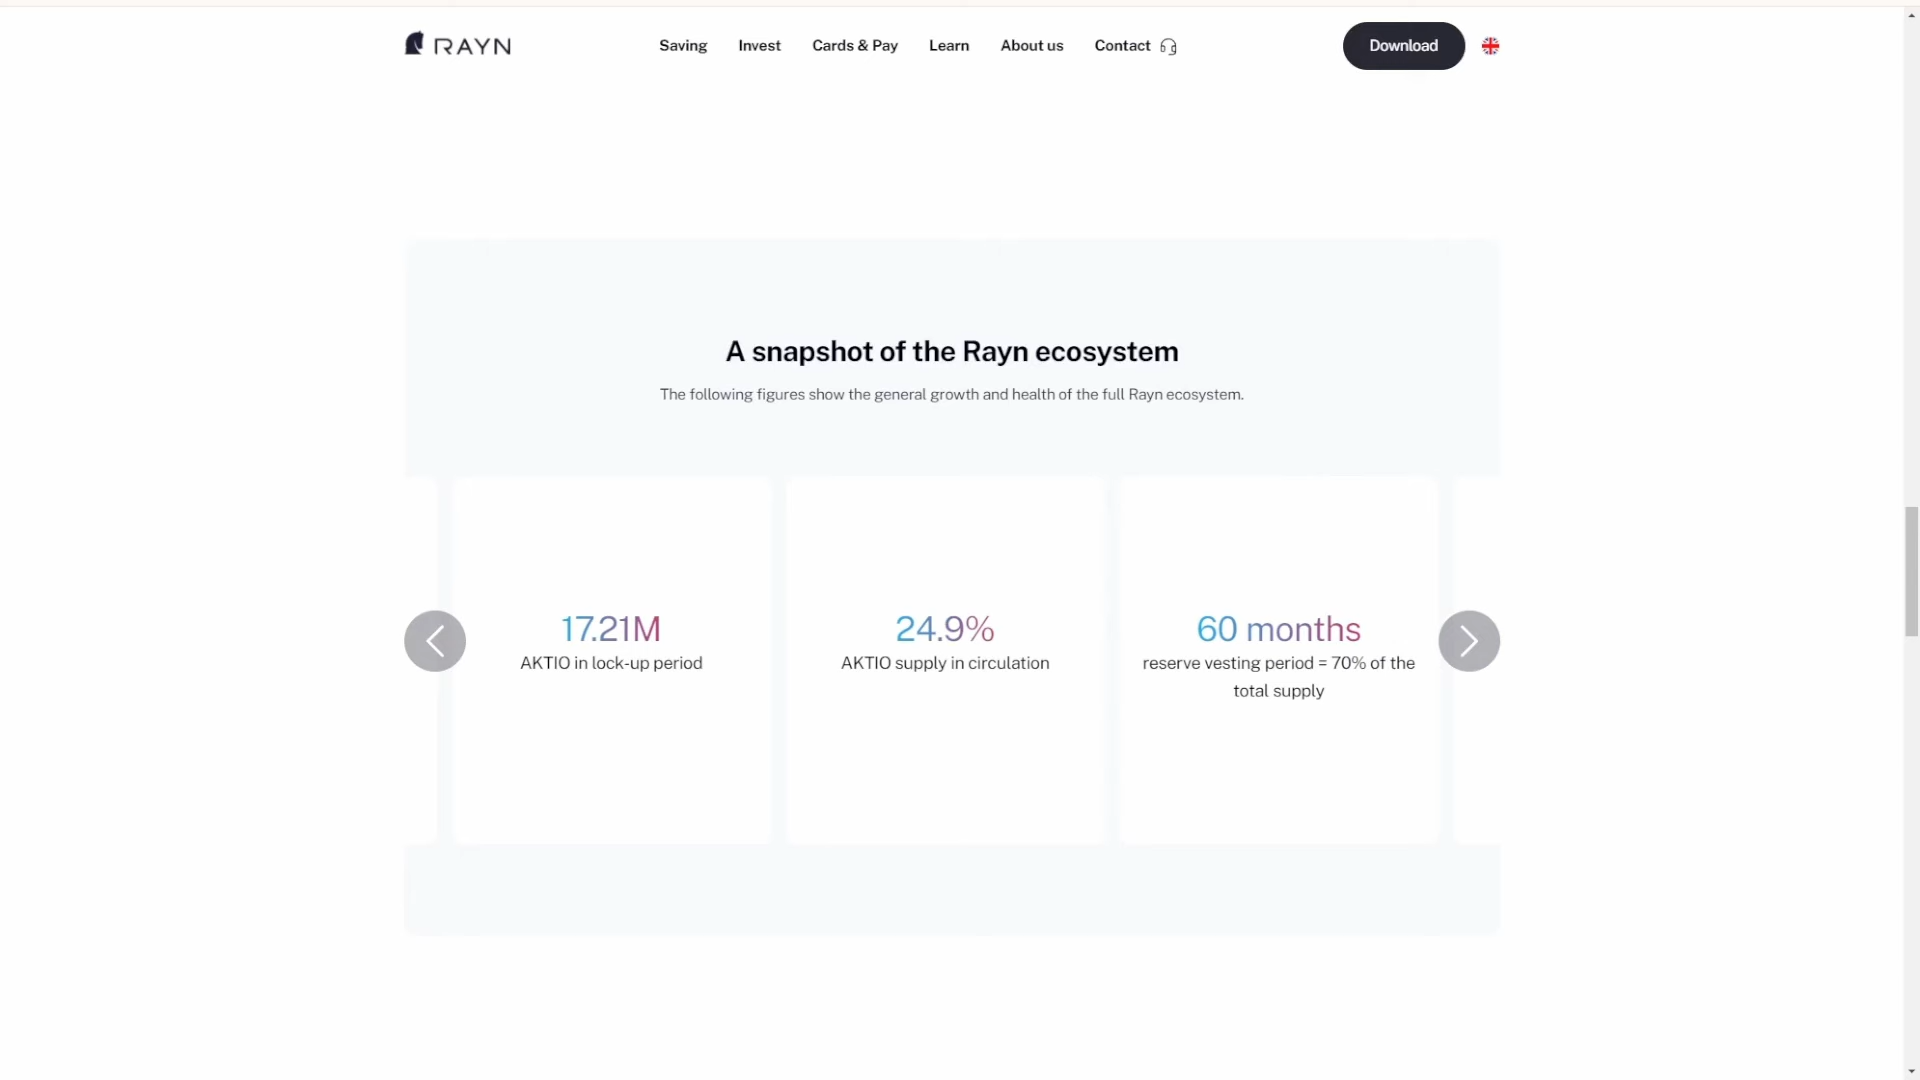 RAYN
Saving
Invest
Cards & Pay
Learn
About us
Contact
Download
A snapshot of the Rayn ecosystem
The following figures show the general growth and health of the full Rayn ecosystem.
17.21M
AKTIO in lock-up period
24.9%
AKTIO supply in circulation
60 months
reserve vesting period = 70% of the
total supply